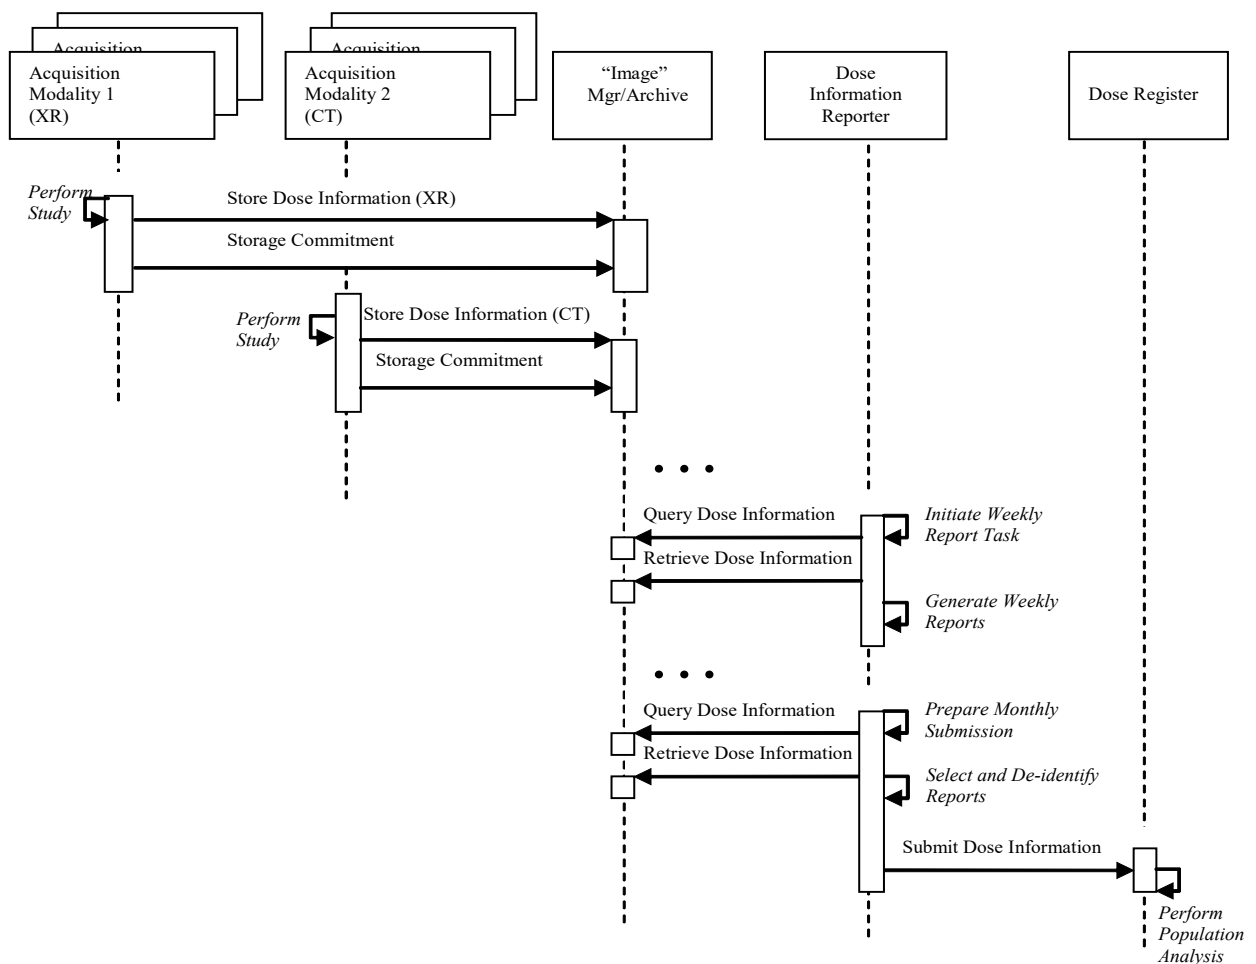 Acquisition
Acquisition
Modality 1
(XR)
Acquisition
Acquisition
Modality 2
(CT)
“Image”
Mgr/Archive
Dose
Information
Reporter
Dose Register
Perform
Study
Store Dose Information (XR)
Storage Commitment
Perform
Study
Store Dose Information (CT)
Storage Commitment
• • •
Query Dose Information
Initiate Weekly
Report Task
Retrieve Dose Information
Generate Weekly
Reports
• • •
Query Dose Information
Prepare Monthly
Submission
Retrieve Dose Information
Select and De-identify
Reports
Submit Dose Information
Perform
Population
Analysis